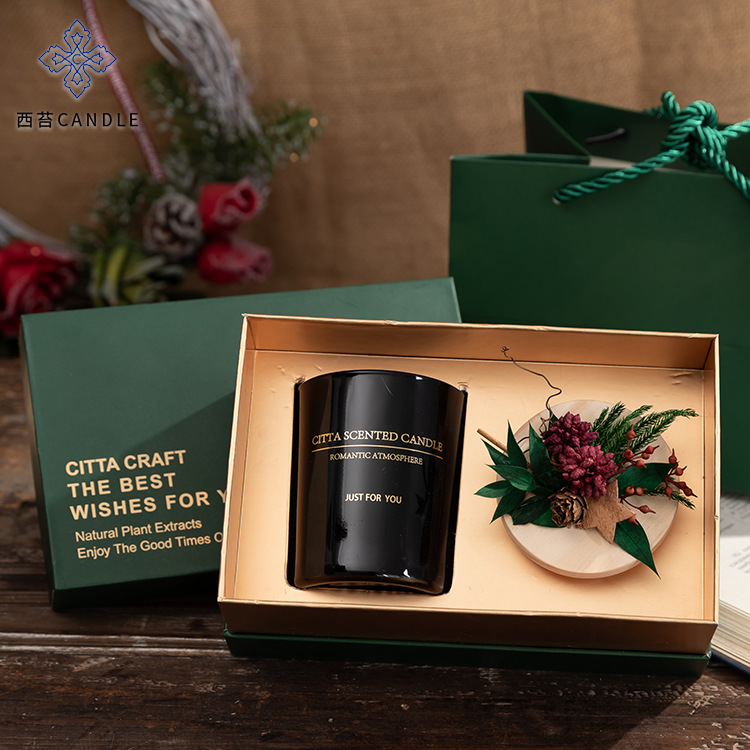 西苔CANDLE
CITTA CRAFT
THE BEST
WISHES FOR
Natural Plant Extracts
Enjoy The Good Times
CITTA SCENTED CANDLE
ROMANTIC ATMOSPHERE
JUST FOR YOU